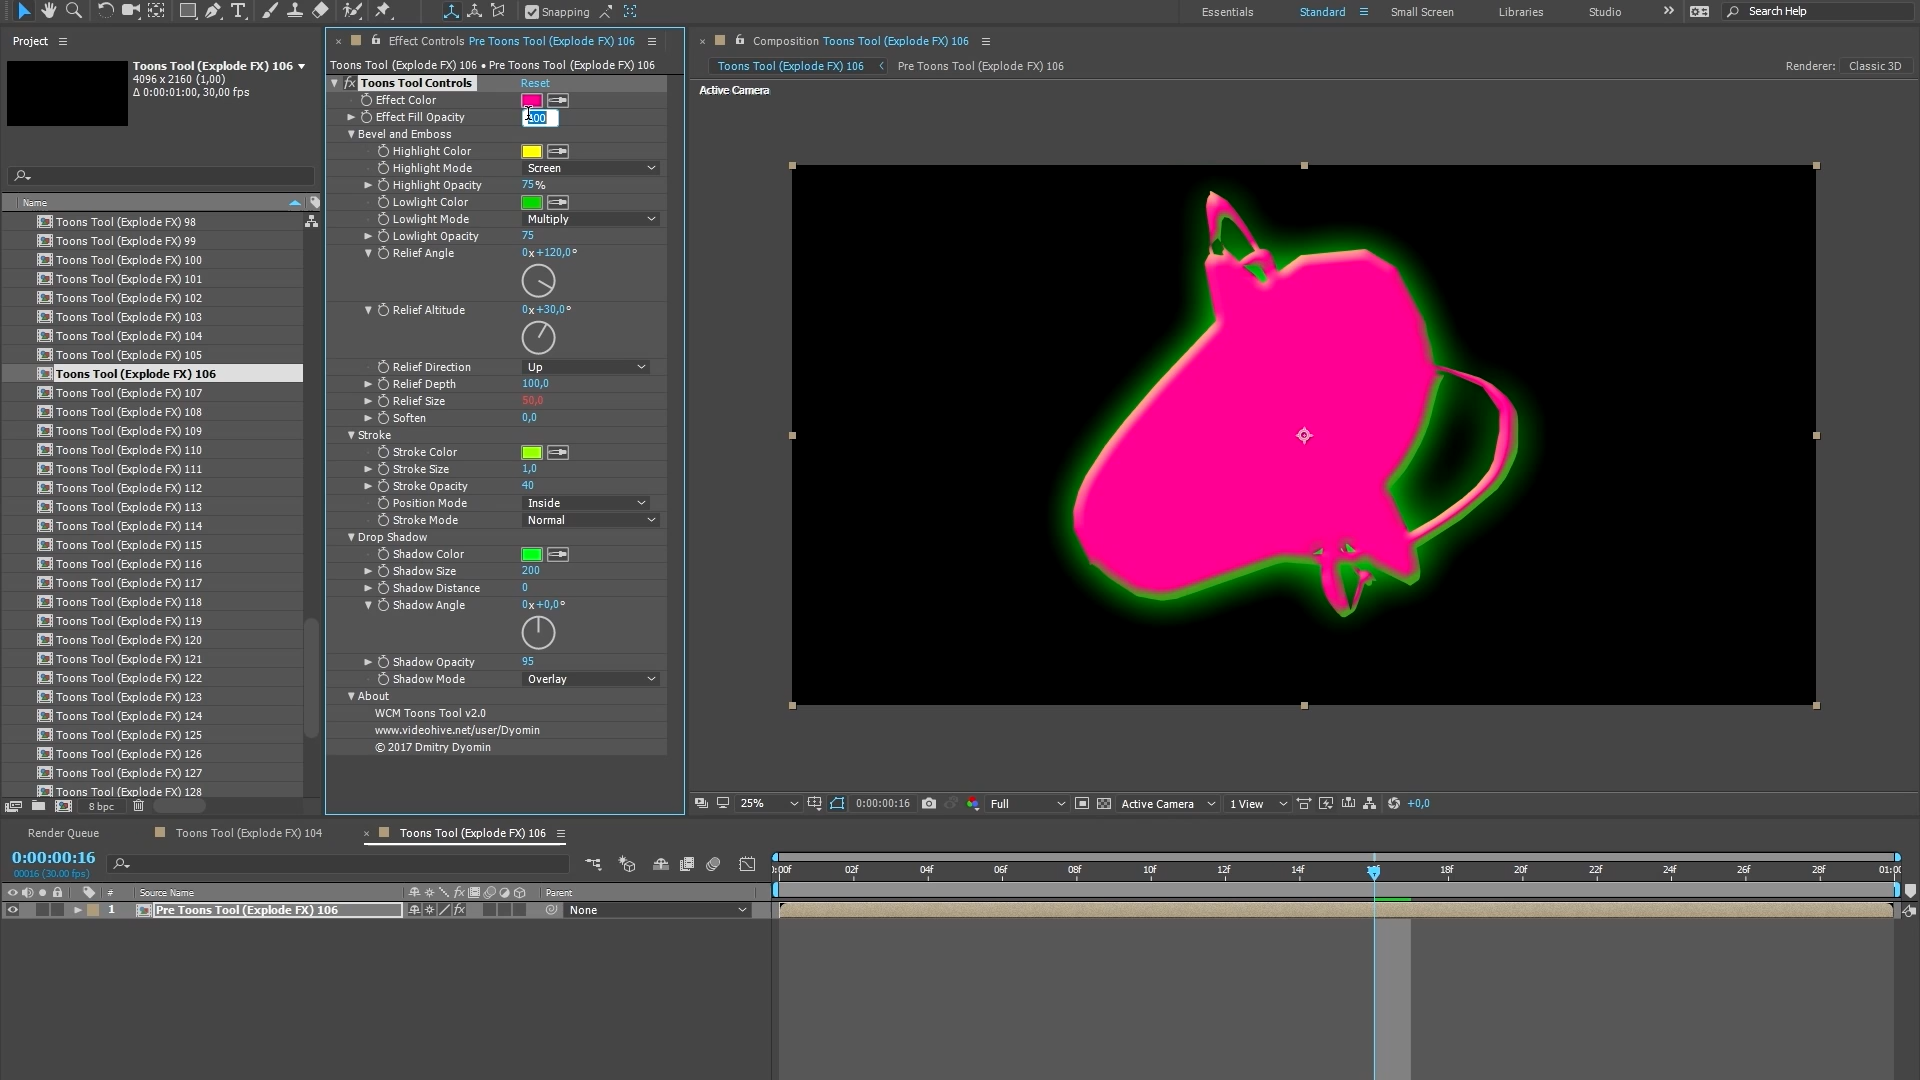 Snapping
Essentials
Standard
Small Screen
Libraries
Studio
Search Help
Project
Toons Tool (Explode FX) 106
4096 x 2160 (1,00)
Δ 0:00:01:00, 30,00 fps
Name
Toons Tool (Explode FX) 98
Toons Tool (Explode FX) 99
Toons Tool (Explode FX) 100
Toons Tool (Explode FX) 101
Toons Tool (Explode FX) 102
Toons Tool (Explode FX) 103
Toons Tool (Explode FX) 104
Toons Tool (Explode FX) 105
Toons Tool (Explode FX) 106
Toons Tool (Explode FX) 107
Toons Tool (Explode FX) 108
Toons Tool (Explode FX) 109
Toons Tool (Explode FX) 110
Toons Tool (Explode FX) 111
Toons Tool (Explode FX) 112
Toons Tool (Explode FX) 113
Toons Tool (Explode FX) 114
Toons Tool (Explode FX) 115
Toons Tool (Explode FX) 116
Toons Tool (Explode FX) 117
Toons Tool (Explode FX) 118
Toons Tool (Explode FX) 119
Toons Tool (Explode FX) 120
Toons Tool (Explode FX) 121
Toons Tool (Explode FX) 122
Toons Tool (Explode FX) 123
Toons Tool (Explode FX) 124
Toons Tool (Explode FX) 125
Toons Tool (Explode FX) 126
Toons Tool (Explode FX) 127
Toons Tool (Explode FX) 128
8 bpc
Effect Controls Pre Toons Tool (Explode FX) 106
Toons Tool (Explode FX) 106 • Pre Toons Tool (Explode FX) 106
fx Toons Tool Controls Reset
Effect Color
Effect Fill Opacity
Bevel and Emboss
Highlight Color
Highlight Mode Screen
Highlight Opacity 75%
Lowlight Color
Lowlight Mode Multiply
Lowlight Opacity 75
Relief Angle 0x+120,0°
Relief Altitude 0x+30,0°
Relief Direction Up
Relief Depth 100,0
Relief Size 50,0
Soften 0,0
Stroke
Stroke Color
Stroke Size 1,0
Stroke Opacity 40
Position Mode Inside
Stroke Mode Normal
Drop Shadow
Shadow Color
Shadow Size 200
Shadow Distance 0
Shadow Angle 0x+0,0°
Shadow Opacity 95
Shadow Mode Overlay
About
WCM Toons Tool v2.0
www.videohive.net/user/Dyomin
© 2017 Dmitry Dyomin
Composition Toons Tool (Explode FX) 106
Toons Tool (Explode FX) 106 Pre Toons Tool (Explode FX) 106
Renderer: Classic 3D
Active Camera
25% 0:00:00:16 Full Active Camera 1 View +0,0
Render Queue
Toons Tool (Explode FX) 104
Toons Tool (Explode FX) 106
0:00:00:16
00016 (30.00 fps)
# Source Name fx Parent
1 Pre Toons Tool (Explode FX) 106 fx None
:00f 02f 04f 06f 08f 10f 12f 14f 18f 20f 22f 24f 26f 28f 01:0